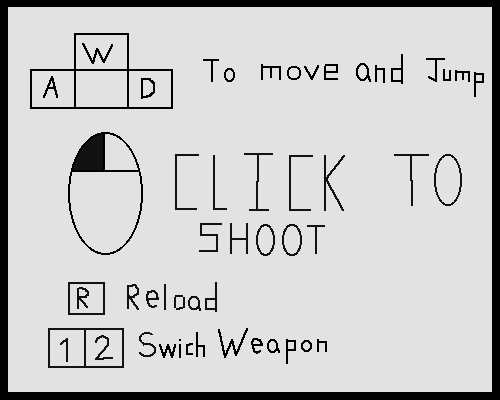 W
A D To move and Jump
CLICK TO
SHOOT
R Reload
1 2 Swich Weapon